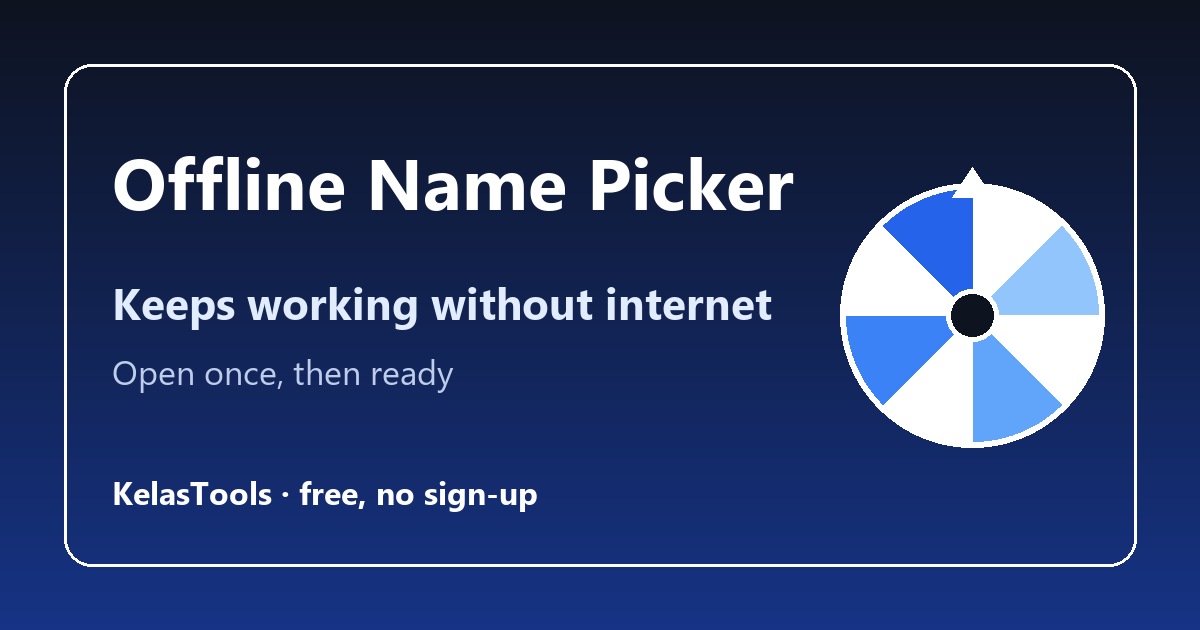 Offline Name Picker
Keeps working without internet
Open once, then ready
KelasTools · free, no sign-up